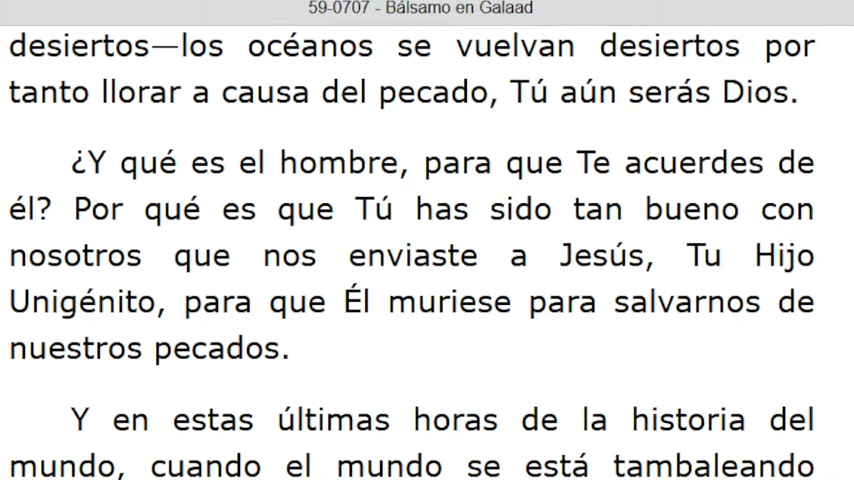 59-0707 - Bálsamo en Galaad
desiertos—los océanos se vuelvan desiertos por
tanto llorar a causa del pecado, Tú aún serás Dios.
¿Y qué es el hombre, para que Te acuerdes de
él? Por qué es que Tú has sido tan bueno con
nosotros que nos enviaste a Jesús, Tu Hijo
Unigénito, para que Él muriese para salvarnos de
nuestros pecados.
Y en estas últimas horas de la historia del
mundo, cuando el mundo se está tambaleando